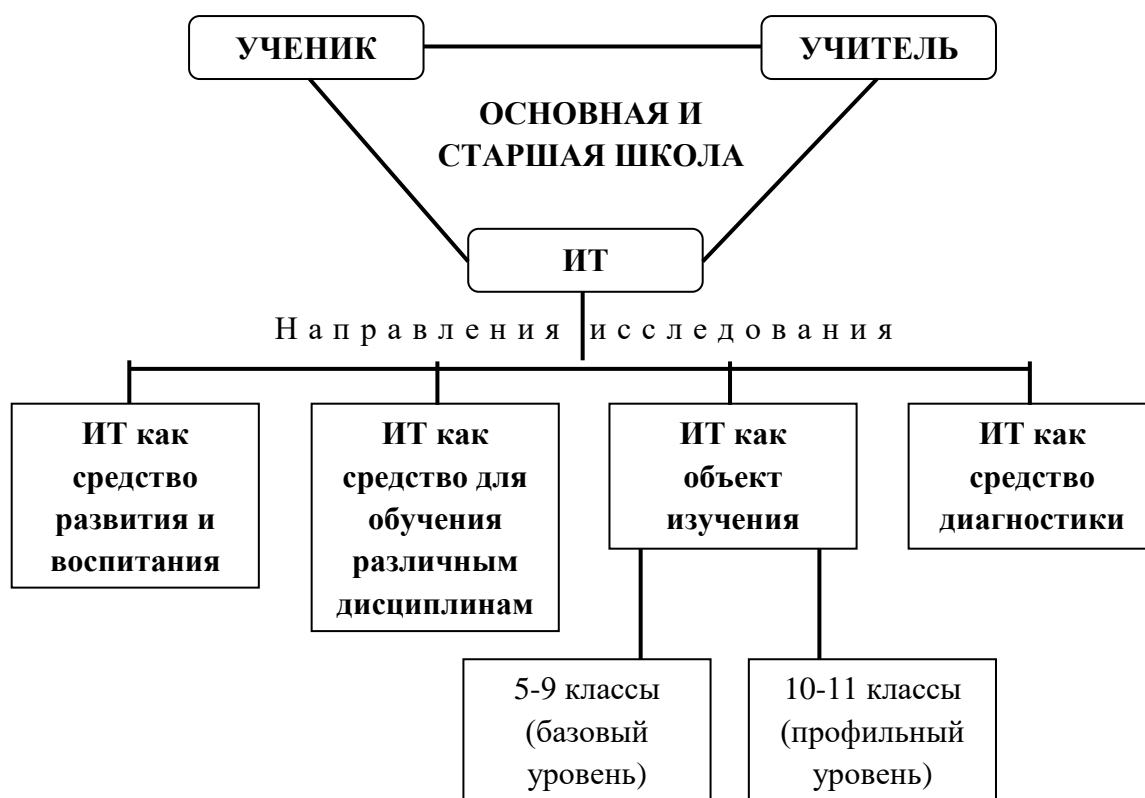 УЧЕНИК
УЧИТЕЛЬ
ОСНОВНАЯ И
СТАРШАЯ ШКОЛА
ИТ
Направления исследования
ИТ как
средство
развития и
воспитания
ИТ как
средство для
обучения
различным
дисциплинам
ИТ как
объект
изучения
ИТ как
средство
диагностики
5-9 классы
(базовый
уровень)
10-11 классы
(профильный
уровень)